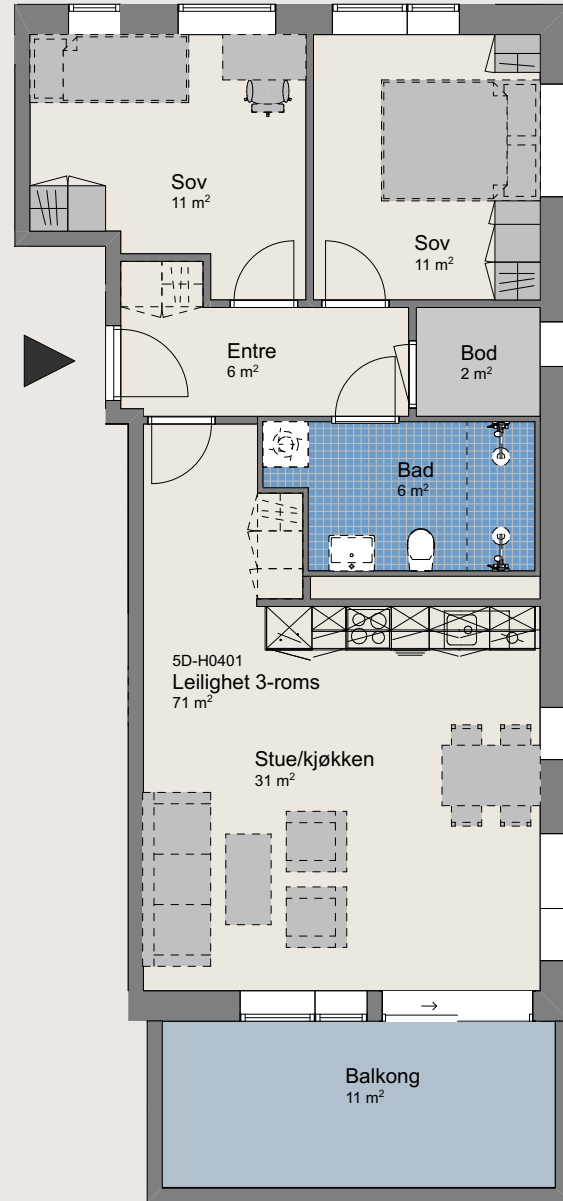 Sov
11 m²
Sov
11 m²
Entre
6 m²
Bod
2 m²
Bad
6 m²
5D-H0401
Leilighet 3-roms
71 m²
Stue/kjøkken
31 m²
Balkong
11 m²